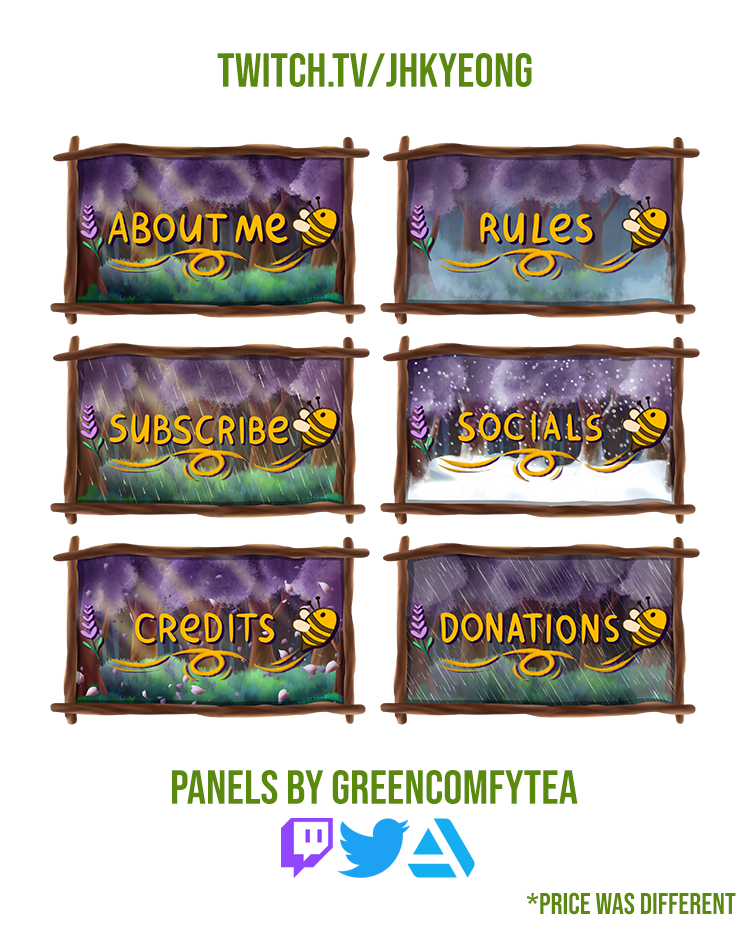 TWITCH.TV/JHKYEONG
ABOUT ME
RULES
SUBSCRIBE
SOCIALS
CREDITS
DONATIONS
PANELS BY GREENCOMFYTEA
*PRICE WAS DIFFERENT